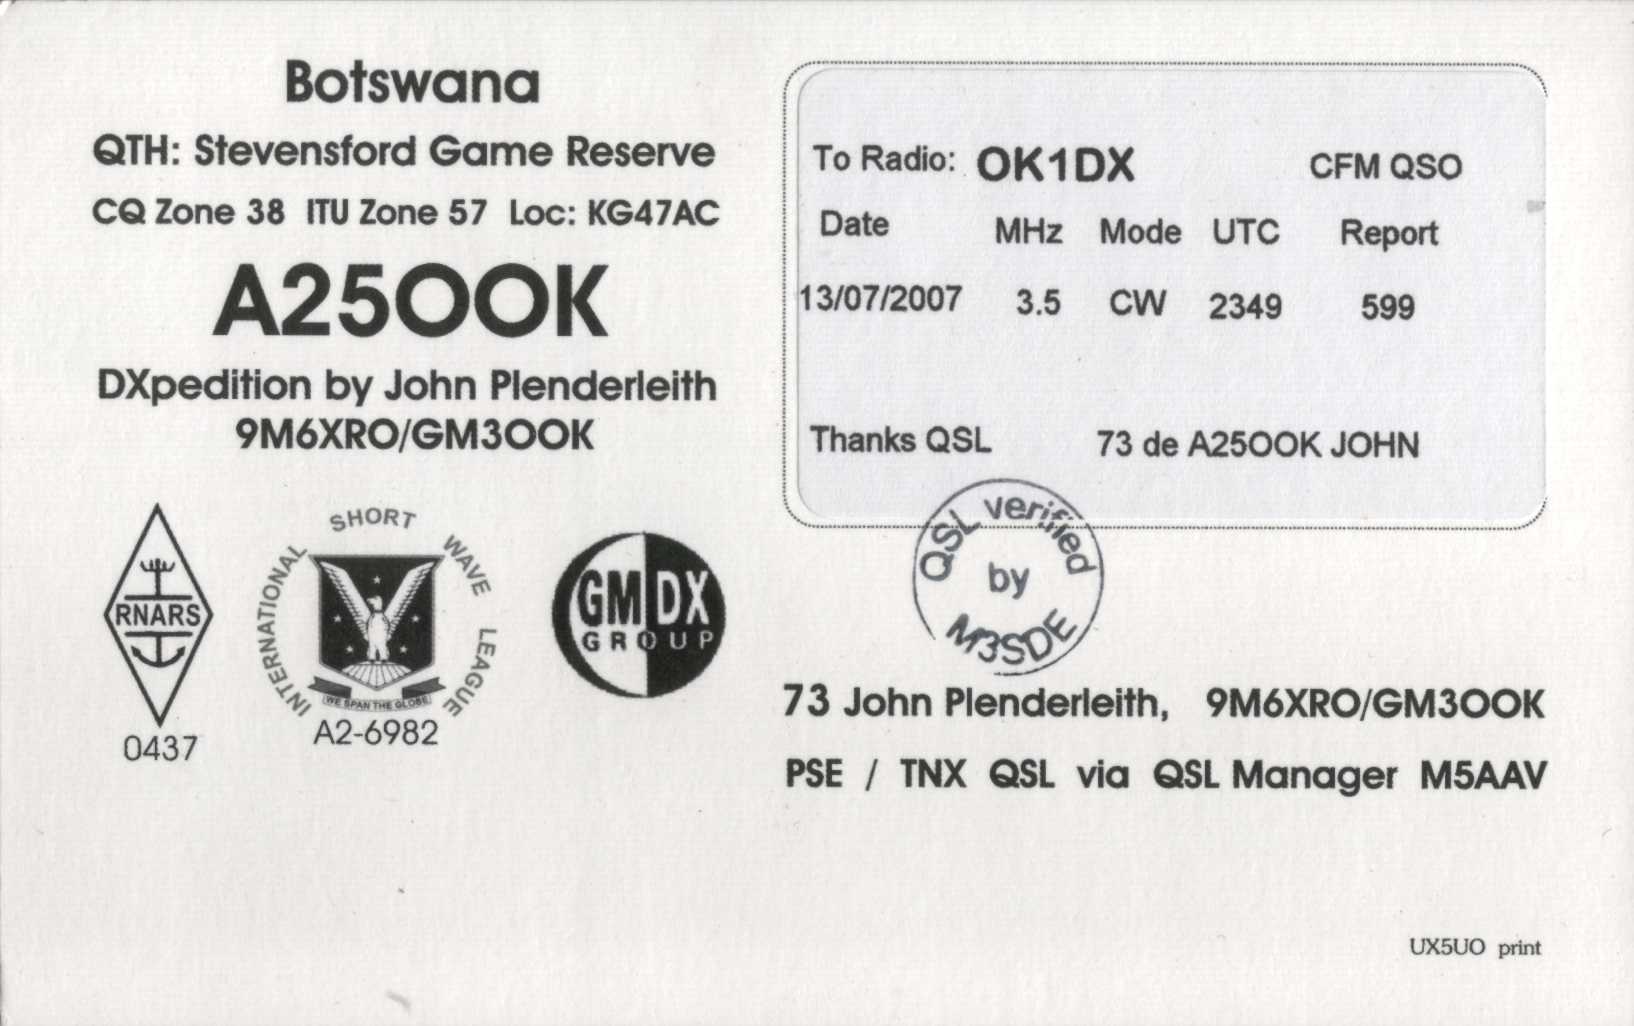 Botswana
QTH: Stevensford Game Reserve
CQ Zone 38 ITU Zone 57 Loc: KG47AC
A25OOK
DXpedition by John Plenderleith
9M6XRO/GM3OOK
RNARS
0437
INTERNATIONAL SHORT WAVE LEAGUE
WE SPAN THE GLOBE
A2-6982
GMDX
GROUP
To Radio: OK1DX CFM QSO
Date MHz Mode UTC Report
13/07/2007 3.5 CW 2349 599
Thanks QSL 73 de A25OOK JOHN
QSL verified
by
M3SDE
73 John Plenderleith, 9M6XRO/GM3OOK
PSE / TNX QSL via QSL Manager M5AAV
UX5UO print